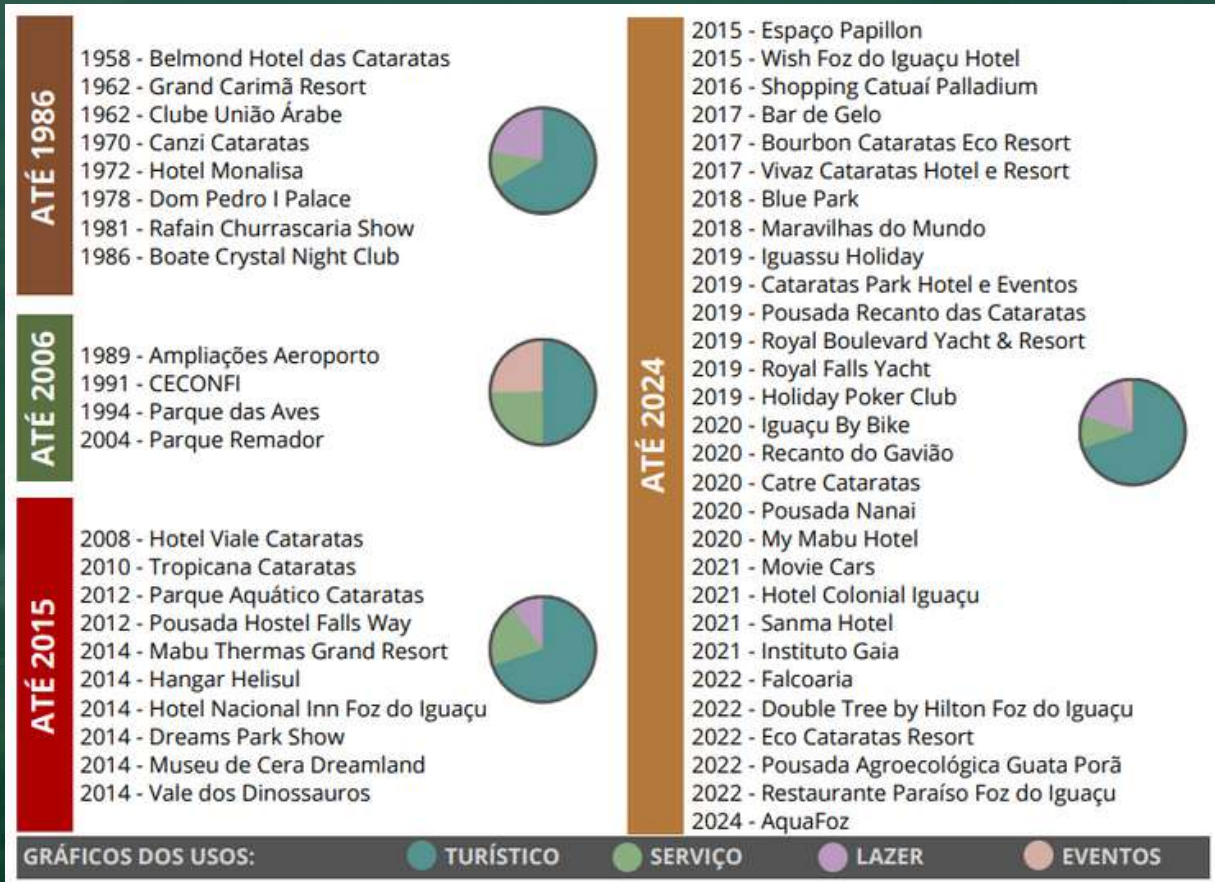 ATÉ 1986
1958 - Belmond Hotel das Cataratas
1962 - Grand Carimã Resort
1962 - Clube União Árabe
1970 - Canzi Cataratas
1972 - Hotel Monalisa
1978 - Dom Pedro I Palace
1981 - Rafain Churrascaria Show
1986 - Boate Crystal Night Club
ATÉ 2006
1989 - Ampliações Aeroporto
1991 - CECONFI
1994 - Parque das Aves
2004 - Parque Remador
ATÉ 2015
2008 - Hotel Viale Cataratas
2010 - Tropicana Cataratas
2012 - Parque Aquático Cataratas
2012 - Pousada Hostel Falls Way
2014 - Mabu Thermas Grand Resort
2014 - Hangar Helisul
2014 - Hotel Nacional Inn Foz do Iguaçu
2014 - Dreams Park Show
2014 - Museu de Cera Dreamland
2014 - Vale dos Dinossauros
ATÉ 2024
2015 - Espaço Papillon
2015 - Wish Foz do Iguaçu Hotel
2016 - Shopping Catuaí Palladium
2017 - Bar de Gelo
2017 - Bourbon Cataratas Eco Resort
2017 - Vivaz Cataratas Hotel e Resort
2018 - Blue Park
2018 - Maravilhas do Mundo
2019 - Iguassu Holiday
2019 - Cataratas Park Hotel e Eventos
2019 - Pousada Recanto das Cataratas
2019 - Royal Boulevard Yacht & Resort
2019 - Royal Falls Yacht
2019 - Holiday Poker Club
2020 - Iguaçu By Bike
2020 - Recanto do Gavião
2020 - Catre Cataratas
2020 - Pousada Nanai
2020 - My Mabu Hotel
2021 - Movie Cars
2021 - Hotel Colonial Iguaçu
2021 - Sanma Hotel
2021 - Instituto Gaia
2022 - Falcoaria
2022 - Double Tree by Hilton Foz do Iguaçu
2022 - Eco Cataratas Resort
2022 - Pousada Agroecológica Guata Porã
2022 - Restaurante Paraíso Foz do Iguaçu
2024 - AquaFoz
GRÁFICOS DOS USOS: TURÍSTICO SERVIÇO LAZER EVENTOS